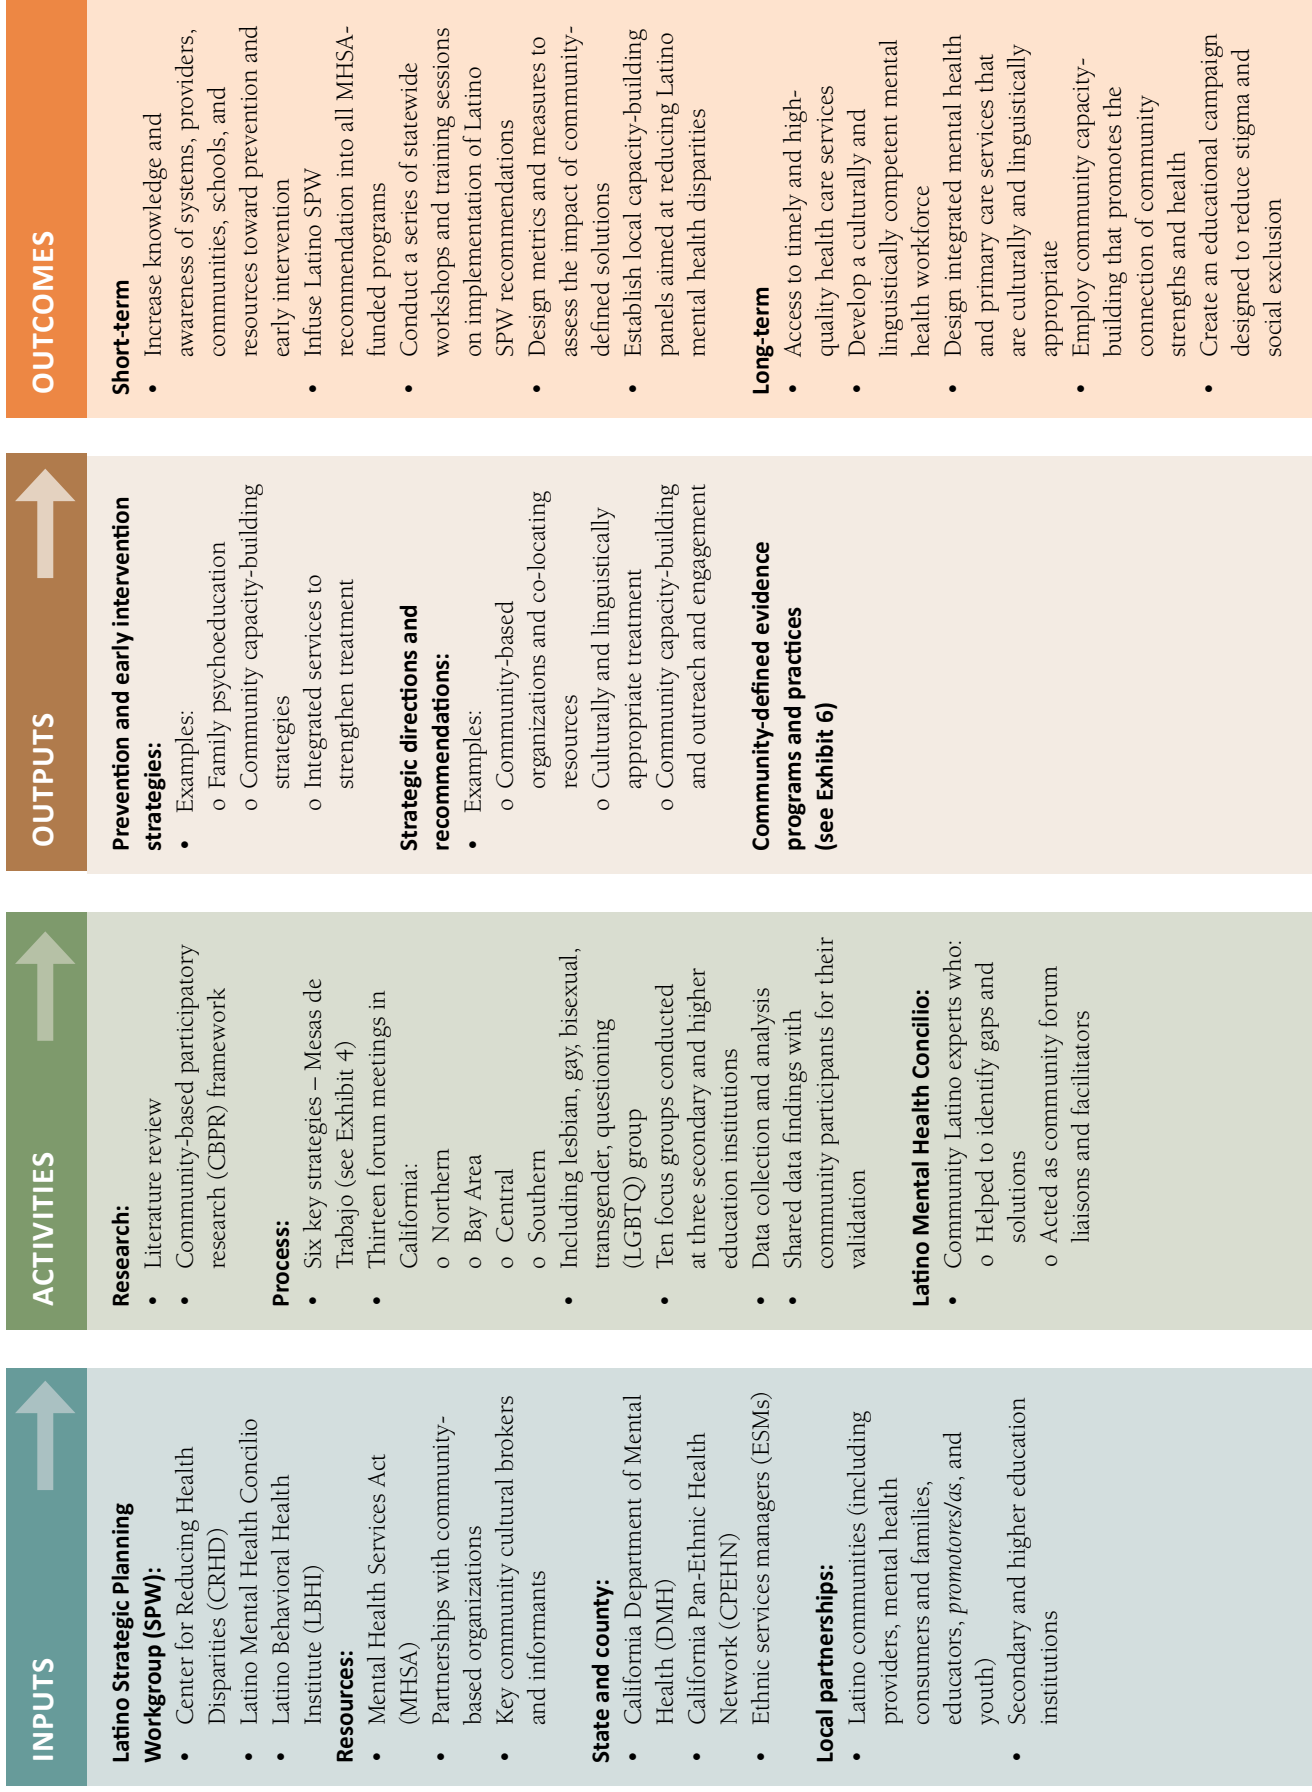 INPUTS
Latino Strategic Planning
Workgroup (SPW):
• Center for Reducing Health
Disparities (CRHD)
• Latino Mental Health Concilio
• Latino Behavioral Health
Institute (LBHI)
Resources:
• Mental Health Services Act
(MHSA)
• Partnerships with community-
based organizations
• Key community cultural brokers
and informants
State and county:
• California Department of Mental
Health (DMH)
• California Pan-Ethnic Health
Network (CPEHN)
• Ethnic services managers (ESMs)
Local partnerships:
• Latino communities (including
providers, mental health
consumers and families,
educators, promotores/as, and
youth)
• Secondary and higher education
institutions
ACTIVITIES
Research:
• Literature review
• Community-based participatory
research (CBPR) framework
Process:
• Six key strategies – Mesas de
Trabajo (see Exhibit 4)
• Thirteen forum meetings in
California:
o Northern
o Bay Area
o Central
o Southern
• Including lesbian, gay, bisexual,
transgender, questioning
(LGBTQ) group
• Ten focus groups conducted
at three secondary and higher
education institutions
• Data collection and analysis
• Shared data findings with
community participants for their
validation
Latino Mental Health Concilio:
• Community Latino experts who:
o Helped to identify gaps and
solutions
o Acted as community forum
liaisons and facilitators
OUTPUTS
Prevention and early intervention
strategies:
• Examples:
o Family psychoeducation
o Community capacity-building
strategies
o Integrated services to
strengthen treatment
Strategic directions and
recommendations:
• Examples:
o Community-based
organizations and co-locating
resources
o Culturally and linguistically
appropriate treatment
o Community capacity-building
and outreach and engagement
Community-defined evidence
programs and practices
(see Exhibit 6)
OUTCOMES
Short-term
• Increase knowledge and
awareness of systems, providers,
communities, schools, and
resources toward prevention and
early intervention
• Infuse Latino SPW
recommendation into all MHSA-
funded programs
• Conduct a series of statewide
workshops and training sessions
on implementation of Latino
SPW recommendations
• Design metrics and measures to
assess the impact of community-
defined solutions
• Establish local capacity-building
panels aimed at reducing Latino
mental health disparities
Long-term
• Access to timely and high-
quality health care services
• Develop a culturally and
linguistically competent mental
health workforce
• Design integrated mental health
and primary care services that
are culturally and linguistically
appropriate
• Employ community capacity-
building that promotes the
connection of community
strengths and health
• Create an educational campaign
designed to reduce stigma and
social exclusion